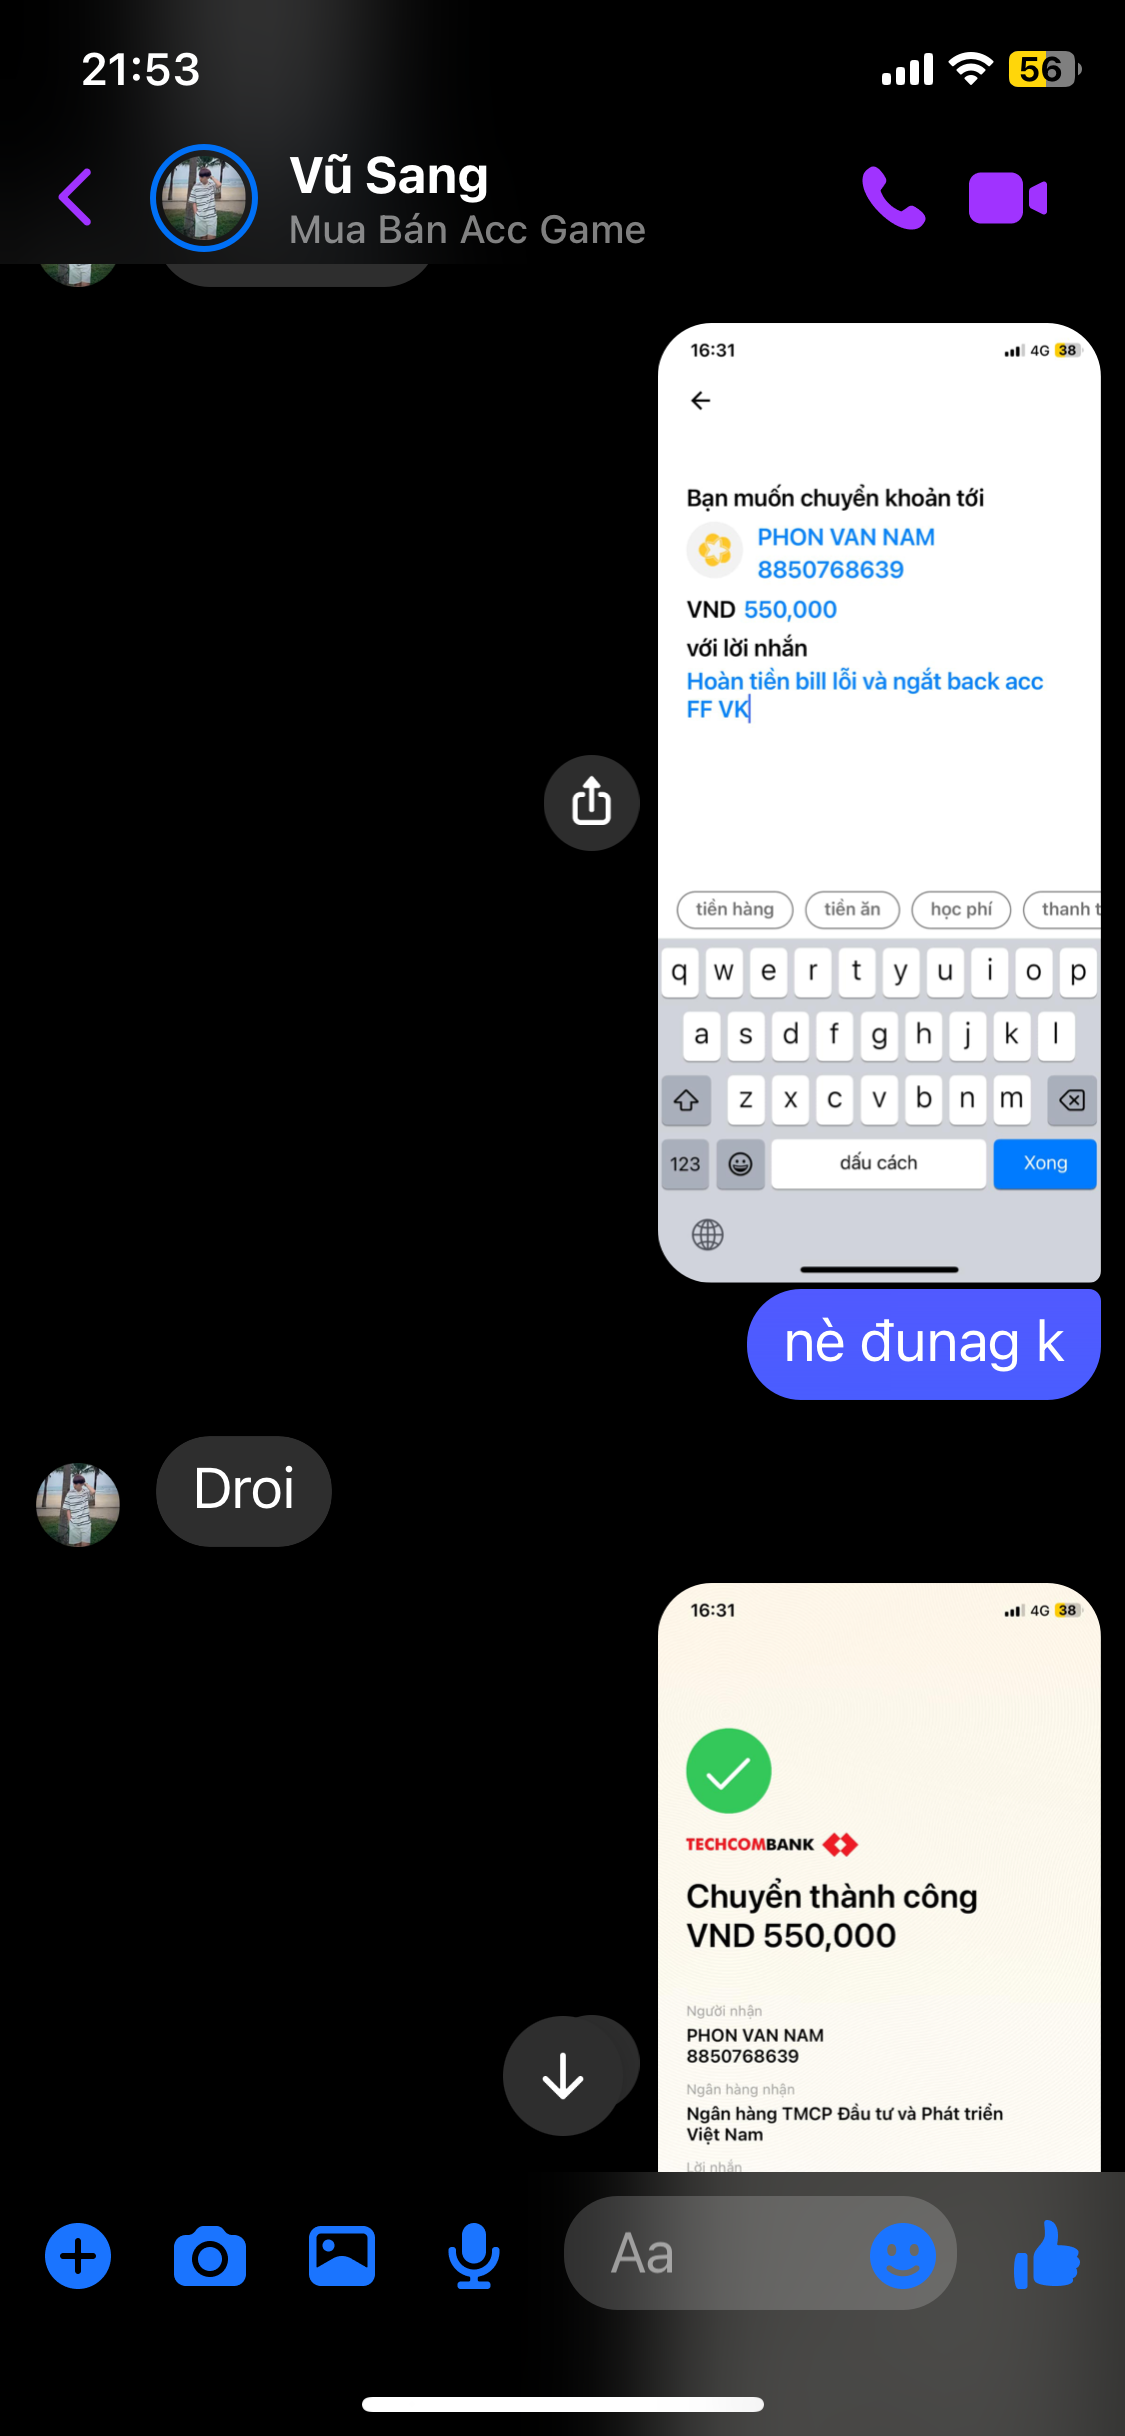 21:53
56
Vũ Sang
Mua Bán Acc Game
16:31
4G 38
Bạn muốn chuyển khoản tới
PHON VAN NAM
8850768639
VND 550,000
với lời nhắn
Hoàn tiền bill lỗi và ngắt back acc
FF VK
tiền hàng tiền ăn học phí thanh t
q w e r t y u i o p
a s d f g h j k l
z x c v b n m
123 dấu cách Xong
nè đunag k
Droi
16:31
4G 38
TECHCOMBANK
Chuyển thành công
VND 550,000
Người nhận
PHON VAN NAM
8850768639
Ngân hàng nhận
Ngân hàng TMCP Đầu tư và Phát triển
Việt Nam
Lời nhắn
Aa